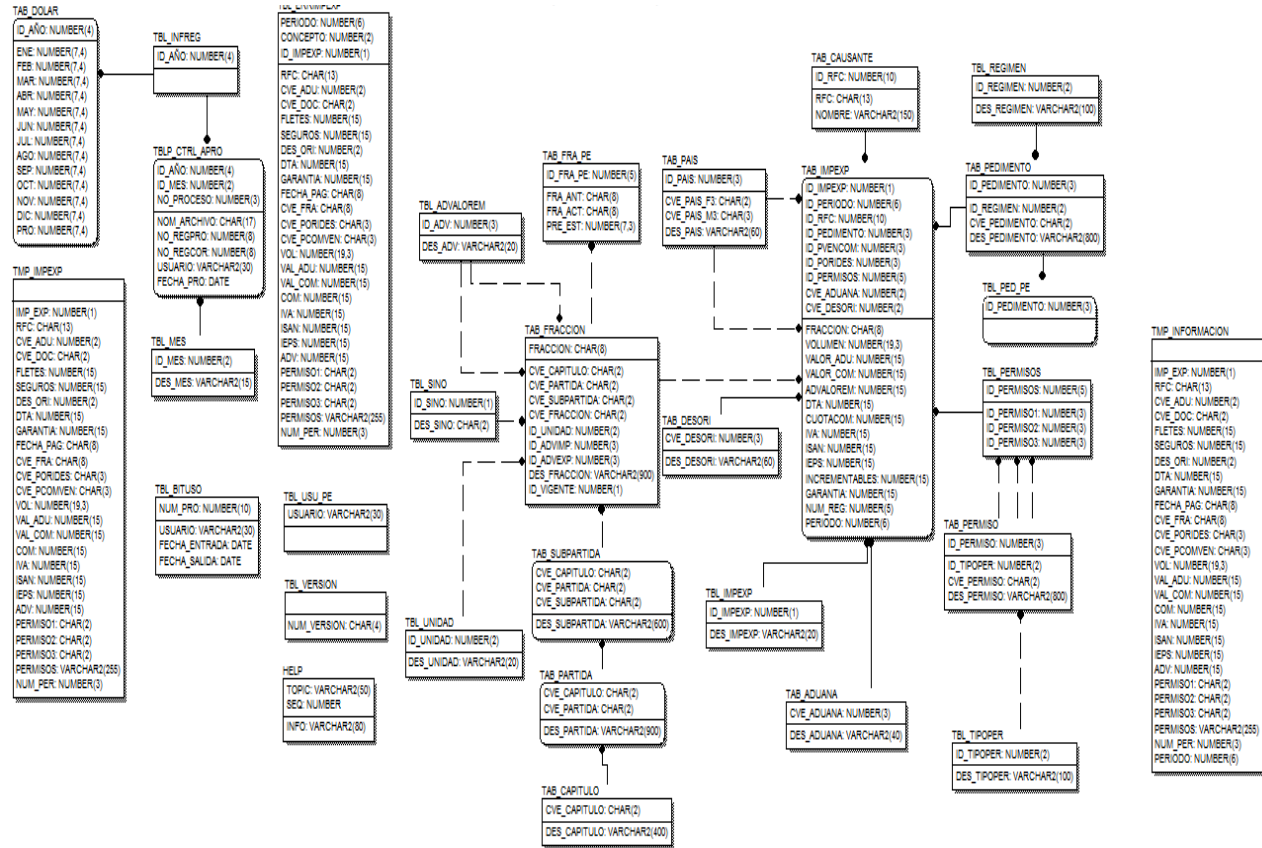 TAB_DOLAR
ID_AÑO: NUMBER(4)
ENE: NUMBER(7,4)
FEB: NUMBER(7,4)
MAR: NUMBER(7,4)
ABR: NUMBER(7,4)
MAY: NUMBER(7,4)
JUN: NUMBER(7,4)
JUL: NUMBER(7,4)
AGO: NUMBER(7,4)
SEP: NUMBER(7,4)
OCT: NUMBER(7,4)
NOV: NUMBER(7,4)
DIC: NUMBER(7,4)
PRO: NUMBER(7,4)
TMP_IMPEXP
IMP_EXP: NUMBER(1)
RFC: CHAR(13)
CVE_ADU: NUMBER(2)
CVE_DOC: CHAR(2)
FLETES: NUMBER(15)
SEGUROS: NUMBER(15)
DES_ORI: NUMBER(2)
DTA: NUMBER(15)
GARANTIA: NUMBER(15)
FECHA_PAG: CHAR(8)
CVE_FRA: CHAR(8)
CVE_PORIDES: CHAR(3)
CVE_PCOMVEN: CHAR(3)
VOL: NUMBER(19,3)
VAL_ADU: NUMBER(15)
VAL_COM: NUMBER(15)
COM: NUMBER(15)
IVA: NUMBER(15)
ISAN: NUMBER(15)
IEPS: NUMBER(15)
ADV: NUMBER(15)
PERMISO1: CHAR(2)
PERMISO2: CHAR(2)
PERMISO3: CHAR(2)
PERMISOS: VARCHAR2(255)
NUM_PER: NUMBER(3)
TBL_INFREG
ID_AÑO: NUMBER(4)
TBLP_CTRL_APRO
ID_AÑO: NUMBER(4)
ID_MES: NUMBER(2)
NO_PROCESO: NUMBER(3)
NOM_ARCHIVO: CHAR(17)
NO_REGPRO: NUMBER(8)
NO_REGCOR: NUMBER(8)
USUARIO: VARCHAR2(30)
FECHA_PRO: DATE
TBL_MES
ID_MES: NUMBER(2)
DES_MES: VARCHAR2(15)
TBL_BITUSO
NUM_PRO: NUMBER(10)
USUARIO: VARCHAR2(30)
FECHA_ENTRADA: DATE
FECHA_SALIDA: DATE
TBL_ERRIMPEXP
PERIODO: NUMBER(6)
CONCEPTO: NUMBER(2)
ID_IMPEXP: NUMBER(1)
RFC: CHAR(13)
CVE_ADU: NUMBER(2)
CVE_DOC: CHAR(2)
FLETES: NUMBER(15)
SEGUROS: NUMBER(15)
DES_ORI: NUMBER(2)
DTA: NUMBER(15)
GARANTIA: NUMBER(15)
FECHA_PAG: CHAR(8)
CVE_FRA: CHAR(8)
CVE_PORIDES: CHAR(3)
CVE_PCOMVEN: CHAR(3)
VOL: NUMBER(19,3)
VAL_ADU: NUMBER(15)
VAL_COM: NUMBER(15)
COM: NUMBER(15)
IVA: NUMBER(15)
ISAN: NUMBER(15)
IEPS: NUMBER(15)
ADV: NUMBER(15)
PERMISO1: CHAR(2)
PERMISO2: CHAR(2)
PERMISO3: CHAR(2)
PERMISOS: VARCHAR2(255)
NUM_PER: NUMBER(3)
TBL_USU_PE
USUARIO: VARCHAR2(30)
TBL_VERSION
NUM_VERSION: CHAR(4)
HELP
TOPIC: VARCHAR2(50)
SEQ: NUMBER
INFO: VARCHAR2(80)
TBL_ADVALOREM
ID_ADV: NUMBER(3)
DES_ADV: VARCHAR2(20)
TBL_SINO
ID_SINO: NUMBER(1)
DES_SINO: CHAR(2)
TBL_UNIDAD
ID_UNIDAD: NUMBER(2)
DES_UNIDAD: VARCHAR2(20)
TAB_FRA_PE
ID_FRA_PE: NUMBER(5)
FRA_ANT: CHAR(8)
FRA_ACT: CHAR(8)
PRE_EST: NUMBER(7,3)
TAB_FRACCION
FRACCION: CHAR(8)
CVE_CAPITULO: CHAR(2)
CVE_PARTIDA: CHAR(2)
CVE_SUBPARTIDA: CHAR(2)
CVE_FRACCION: CHAR(2)
ID_UNIDAD: NUMBER(2)
ID_ADVIMP: NUMBER(3)
ID_ADVEXP: NUMBER(3)
DES_FRACCION: VARCHAR2(900)
ID_VIGENTE: NUMBER(1)
TAB_SUBPARTIDA
CVE_CAPITULO: CHAR(2)
CVE_PARTIDA: CHAR(2)
CVE_SUBPARTIDA: CHAR(2)
DES_SUBPARTIDA: VARCHAR2(600)
TAB_PARTIDA
CVE_CAPITULO: CHAR(2)
CVE_PARTIDA: CHAR(2)
DES_PARTIDA: VARCHAR2(900)
TAB_CAPITULO
CVE_CAPITULO: CHAR(2)
DES_CAPITULO: VARCHAR2(400)
TAB_PAIS
ID_PAIS: NUMBER(3)
CVE_PAIS_F3: CHAR(2)
CVE_PAIS_M3: CHAR(3)
DES_PAIS: VARCHAR2(60)
TAB_DESORI
CVE_DESORI: NUMBER(3)
DES_DESORI: VARCHAR2(60)
TBL_IMPEXP
ID_IMPEXP: NUMBER(1)
DES_IMPEXP: VARCHAR2(20)
TAB_CAUSANTE
ID_RFC: NUMBER(10)
RFC: CHAR(13)
NOMBRE: VARCHAR2(150)
TAB_IMPEXP
ID_IMPEXP: NUMBER(1)
ID_PERIODO: NUMBER(6)
ID_RFC: NUMBER(10)
ID_PEDIMENTO: NUMBER(3)
ID_PVENCOM: NUMBER(3)
ID_PORIDES: NUMBER(3)
ID_PERMISOS: NUMBER(5)
CVE_ADUANA: NUMBER(2)
CVE_DESORI: NUMBER(2)
FRACCION: CHAR(8)
VOLUMEN: NUMBER(19,3)
VALOR_ADU: NUMBER(15)
VALOR_COM: NUMBER(15)
ADVALOREM: NUMBER(15)
DTA: NUMBER(15)
CUOTACOM: NUMBER(15)
IVA: NUMBER(15)
ISAN: NUMBER(15)
IEPS: NUMBER(15)
INCREMENTABLES: NUMBER(15)
GARANTIA: NUMBER(15)
NUM_REG: NUMBER(5)
PERIODO: NUMBER(6)
TAB_ADUANA
CVE_ADUANA: NUMBER(3)
DES_ADUANA: VARCHAR2(40)
TBL_REGIMEN
ID_REGIMEN: NUMBER(2)
DES_REGIMEN: VARCHAR2(100)
TAB_PEDIMENTO
ID_PEDIMENTO: NUMBER(3)
ID_REGIMEN: NUMBER(2)
CVE_PEDIMENTO: CHAR(2)
DES_PEDIMENTO: VARCHAR2(800)
TBL_PED_PE
ID_PEDIMENTO: NUMBER(3)
TBL_PERMISOS
ID_PERMISOS: NUMBER(5)
ID_PERMISO1: NUMBER(3)
ID_PERMISO2: NUMBER(3)
ID_PERMISO3: NUMBER(3)
TAB_PERMISO
ID_PERMISO: NUMBER(3)
ID_TIPOPER: NUMBER(2)
CVE_PERMISO: CHAR(2)
DES_PERMISO: VARCHAR2(800)
TBL_TIPOPER
ID_TIPOPER: NUMBER(2)
DES_TIPOPER: VARCHAR2(100)
TMP_INFORMACION
IMP_EXP: NUMBER(1)
RFC: CHAR(13)
CVE_ADU: NUMBER(2)
CVE_DOC: CHAR(2)
FLETES: NUMBER(15)
SEGUROS: NUMBER(15)
DES_ORI: NUMBER(2)
DTA: NUMBER(15)
GARANTIA: NUMBER(15)
FECHA_PAG: CHAR(8)
CVE_FRA: CHAR(8)
CVE_PORIDES: CHAR(3)
CVE_PCOMVEN: CHAR(3)
VOL: NUMBER(19,3)
VAL_ADU: NUMBER(15)
VAL_COM: NUMBER(15)
COM: NUMBER(15)
IVA: NUMBER(15)
ISAN: NUMBER(15)
IEPS: NUMBER(15)
ADV: NUMBER(15)
PERMISO1: CHAR(2)
PERMISO2: CHAR(2)
PERMISO3: CHAR(2)
PERMISOS: VARCHAR2(255)
NUM_PER: NUMBER(3)
PERIODO: NUMBER(6)